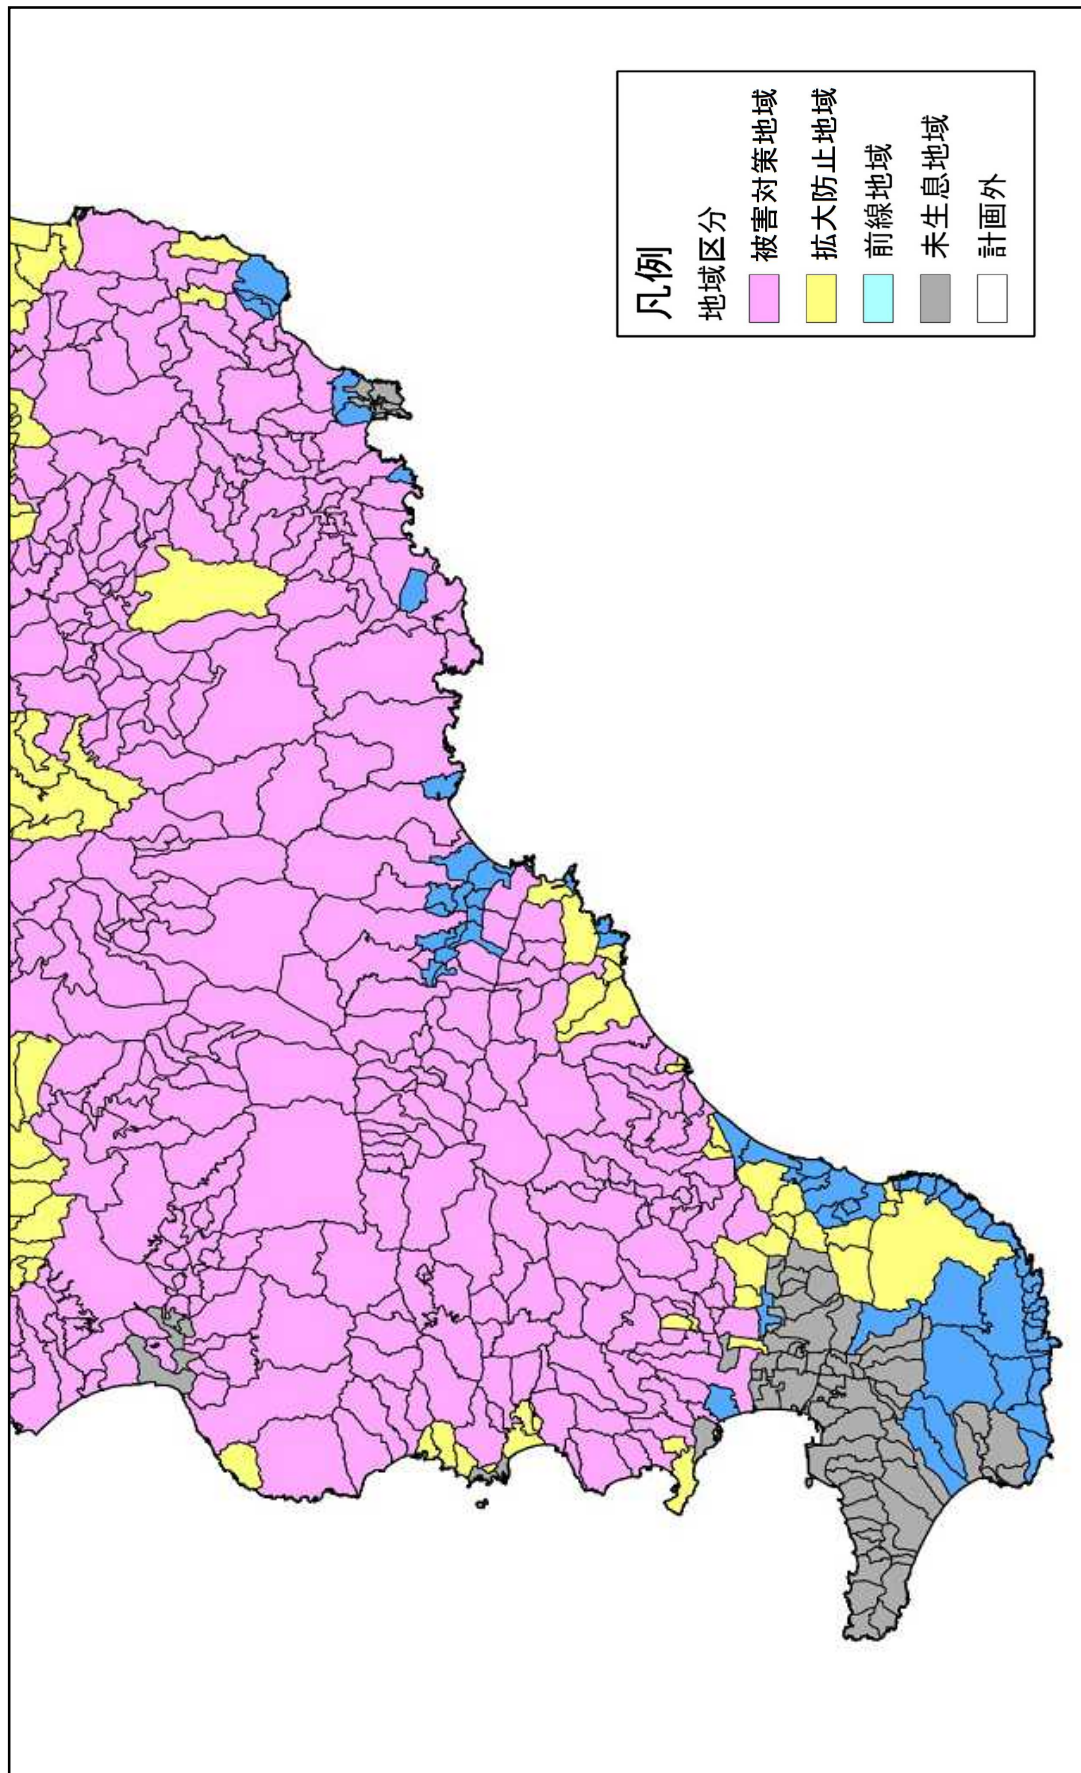 凡例
地域区分
被害対策地域
拡大防止地域
前線地域
未生息地域
計画外